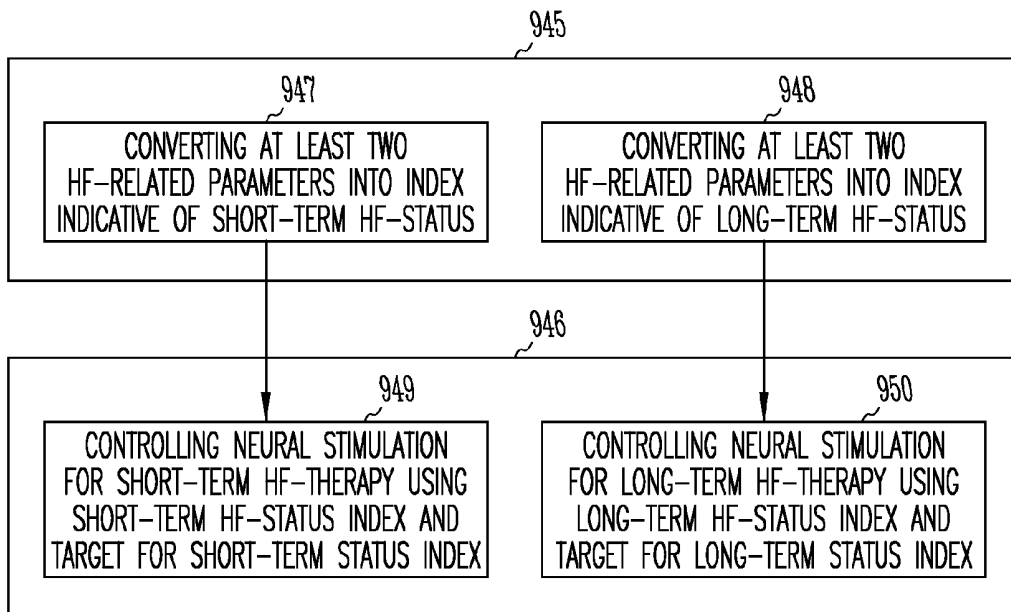 945
947
CONVERTING AT LEAST TWO
HF-RELATED PARAMETERS INTO INDEX
INDICATIVE OF SHORT-TERM HF-STATUS
948
CONVERTING AT LEAST TWO
HF-RELATED PARAMETERS INTO INDEX
INDICATIVE OF LONG-TERM HF-STATUS
946
949
CONTROLLING NEURAL STIMULATION
FOR SHORT-TERM HF-THERAPY USING
SHORT-TERM HF-STATUS INDEX AND
TARGET FOR SHORT-TERM STATUS INDEX
950
CONTROLLING NEURAL STIMULATION
FOR LONG-TERM HF-THERAPY USING
LONG-TERM HF-STATUS INDEX AND
TARGET FOR LONG-TERM STATUS INDEX